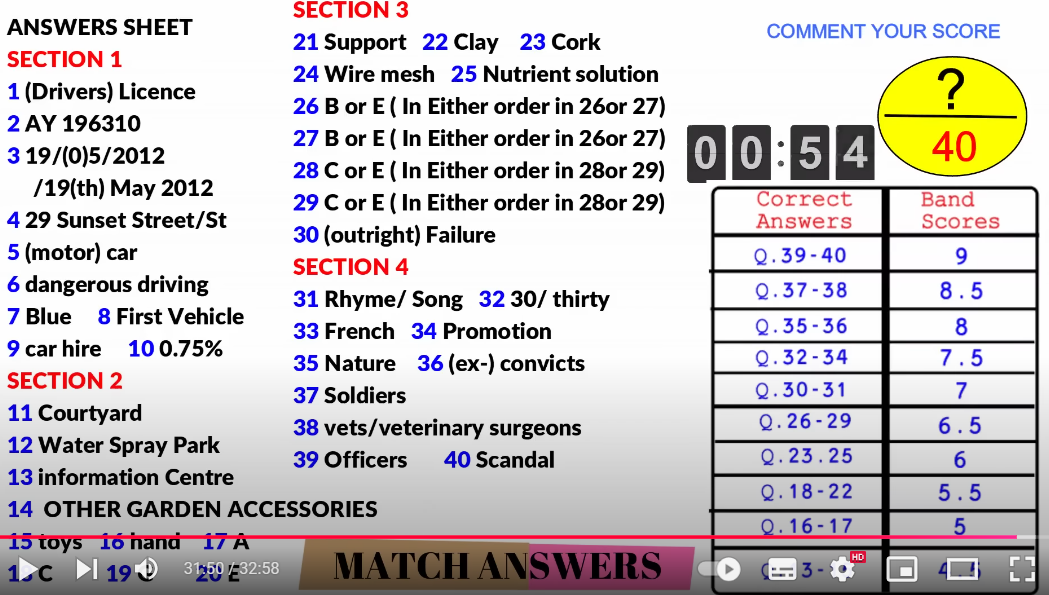 ANSWERS SHEET
SECTION 1
1 (Drivers) Licence
2 AY 196310
3 19/(0)5/2012
/19(th) May 2012
4 29 Sunset Street/St
5 (motor) car
6 dangerous driving
7 Blue 8 First Vehicle
9 car hire 10 0.75%
SECTION 2
11 Courtyard
12 Water Spray Park
13 information Centre
14 OTHER GARDEN ACCESSORIES
15 toys 16 hand 17 A
C 19 20 E
SECTION 3
21 Support 22 Clay 23 Cork
24 Wire mesh 25 Nutrient solution
26 B or E ( In Either order in 26or 27)
27 B or E ( In Either order in 26or 27)
28 C or E ( In Either order in 28or 29)
29 C or E ( In Either order in 28or 29)
30 (outright) Failure
SECTION 4
31 Rhyme/ Song 32 30/ thirty
33 French 34 Promotion
35 Nature 36 (ex-) convicts
37 Soldiers
38 vets/veterinary surgeons
39 Officers 40 Scandal
COMMENT YOUR SCORE
?
40
00:54
Correct Answers Band Scores
Q.39-40 9
Q.37-38 8.5
Q.35-36 8
Q.32-34 7.5
Q.30-31 7
Q.26-29 6.5
Q.23.25 6
Q.18-22 5.5
Q.16-17 5
4.5
MATCH ANSWERS
31:50 / 32:58
HD